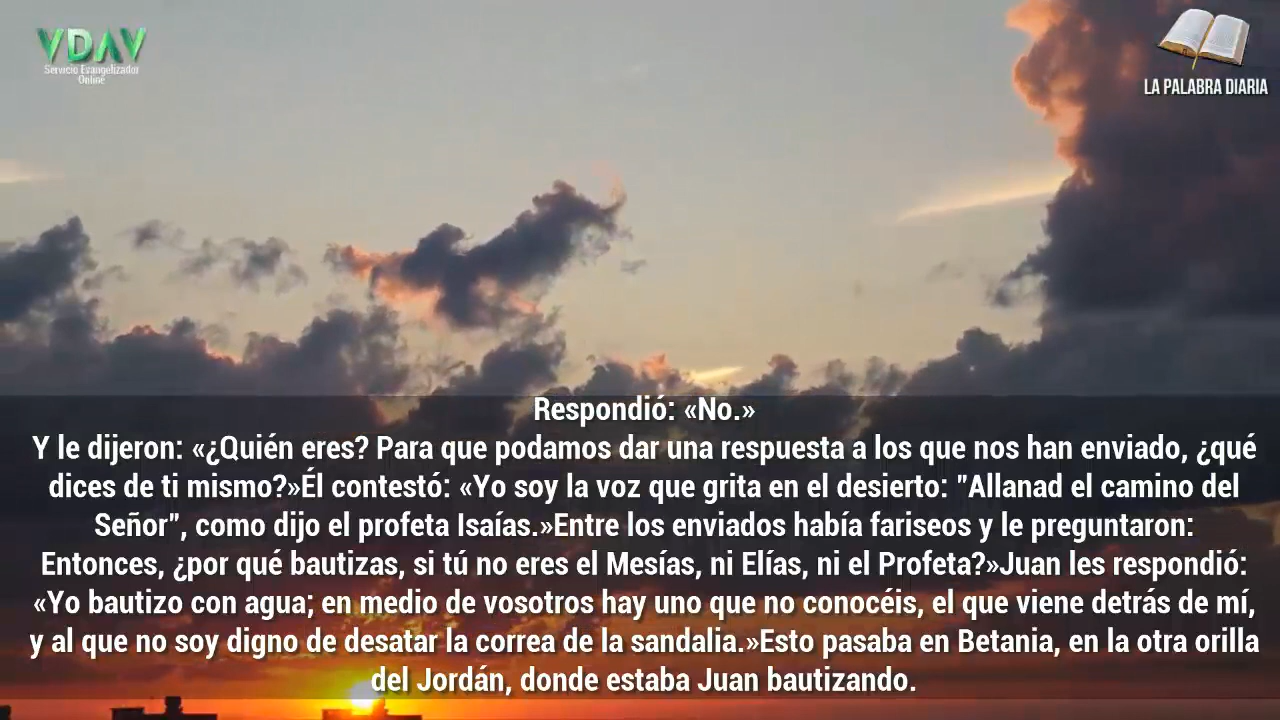 VDAV
Servicio Evangelizador
Online
LA PALABRA DIARIA
Respondió: «No.»
Y le dijeron: «¿Quién eres? Para que podamos dar una respuesta a los que nos han enviado, ¿qué
dices de ti mismo?»Él contestó: «Yo soy la voz que grita en el desierto: "Allanad el camino del
Señor", como dijo el profeta Isaías.»Entre los enviados había fariseos y le preguntaron:
Entonces, ¿por qué bautizas, si tú no eres el Mesías, ni Elías, ni el Profeta?»Juan les respondió:
«Yo bautizo con agua; en medio de vosotros hay uno que no conocéis, el que viene detrás de mí,
y al que no soy digno de desatar la correa de la sandalia.»Esto pasaba en Betania, en la otra orilla
del Jordán, donde estaba Juan bautizando.